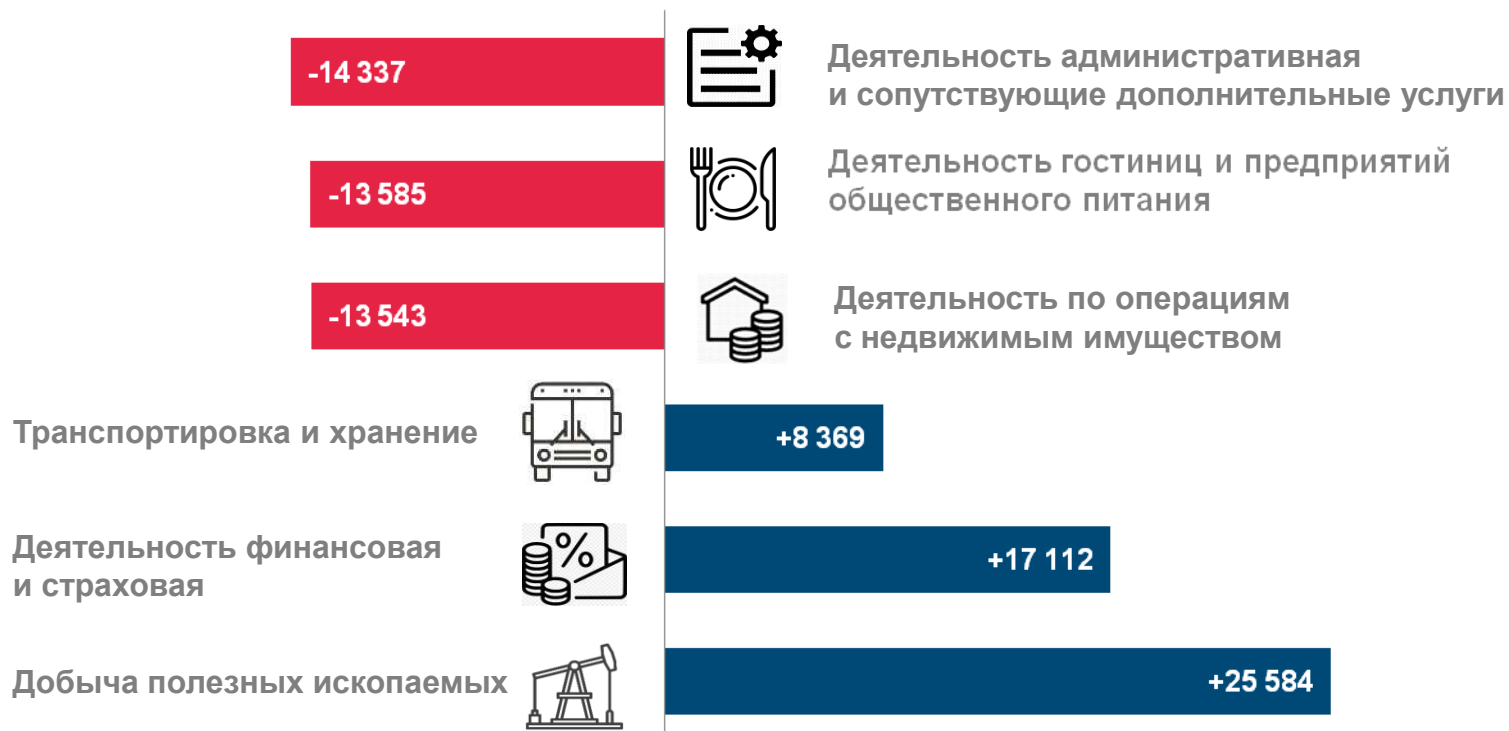 -14 337
Деятельность административная
и сопутствующие дополнительные услуги
-13 585
Деятельность гостиниц и предприятий
общественного питания
-13 543
Деятельность по операциям
с недвижимым имуществом
Транспортировка и хранение
+8 369
Деятельность финансовая
и страховая
%
+17 112
Добыча полезных ископаемых
+25 584